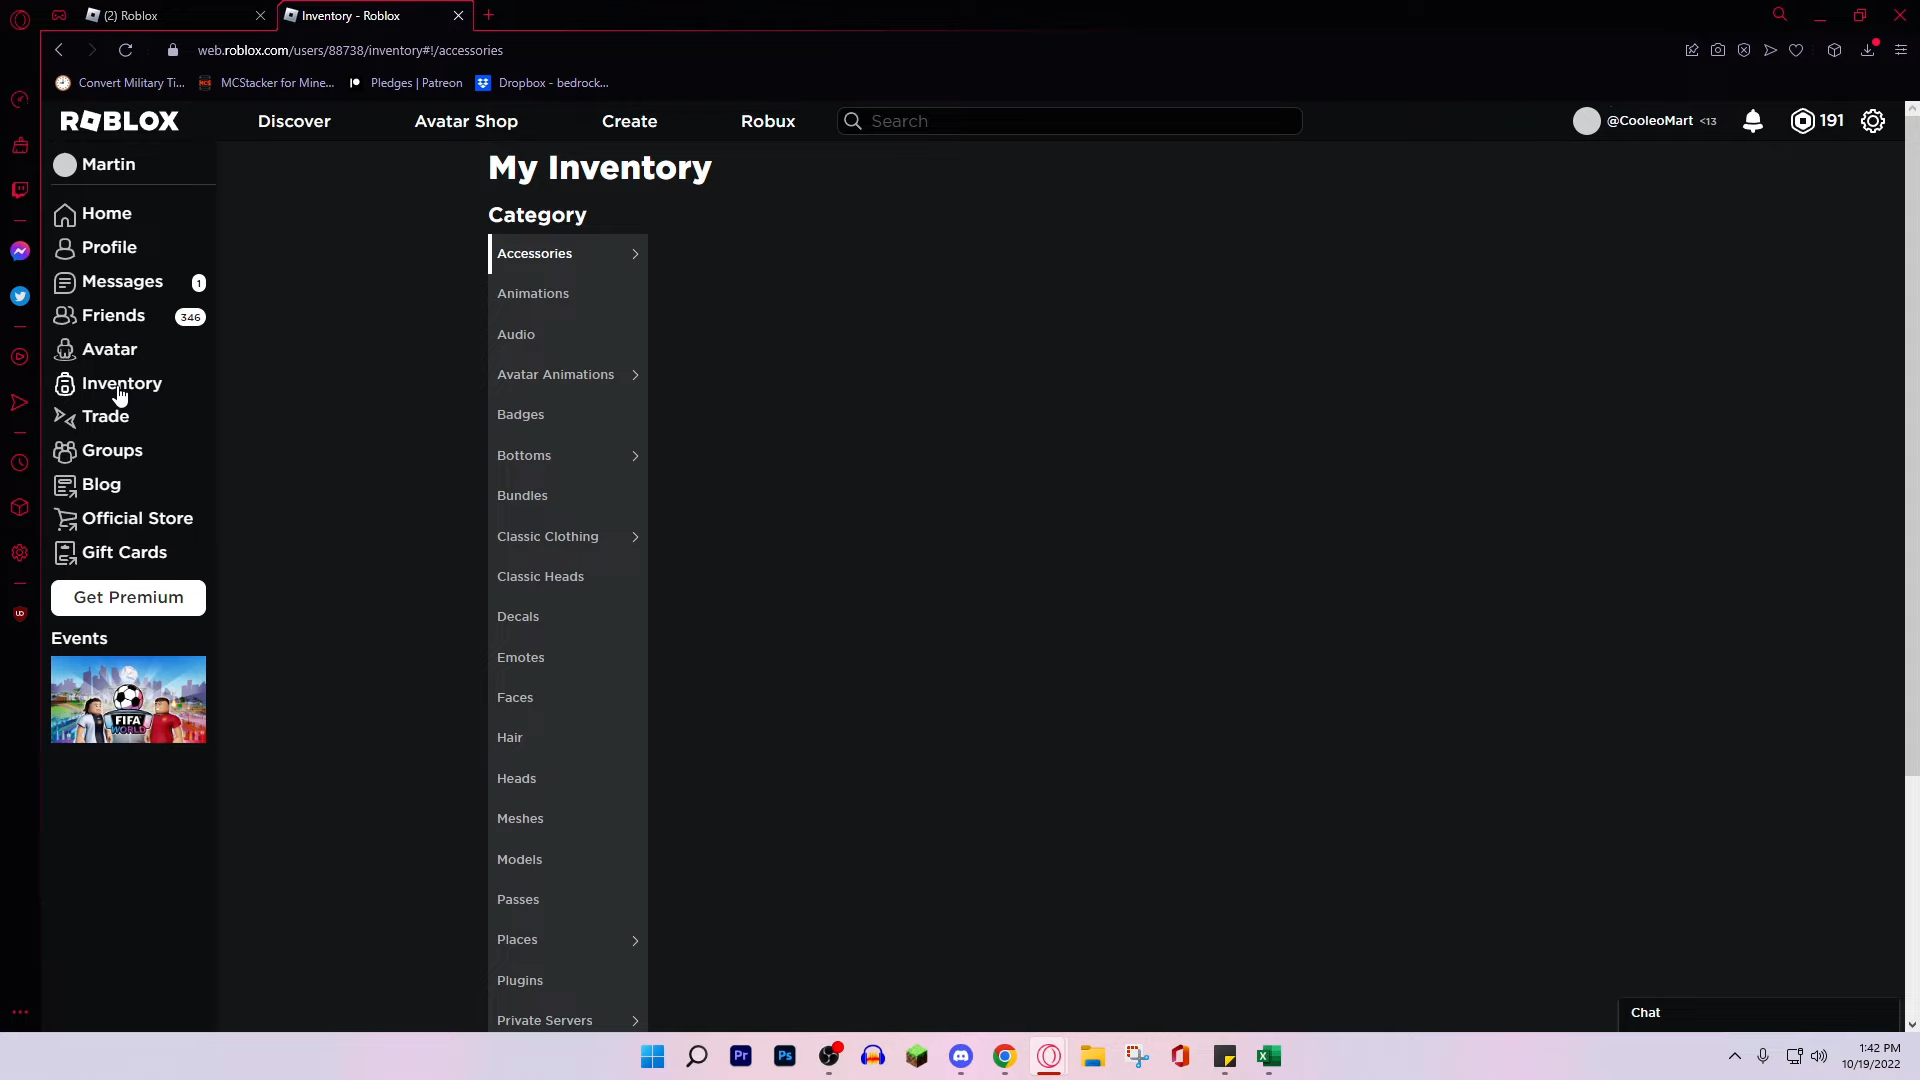 (2) Roblox
Inventory - Roblox
web.roblox.com/users/88738/inventory#!/accessories
Convert Military Ti...
MCStacker for Mine...
Pledges | Patreon
Dropbox - bedrock...
ROBLOX
Discover
Avatar Shop
Create
Robux
Search
@CooleoMart <13
191
Martin
Home
Profile
Messages 1
Friends 346
Avatar
Inventory
Trade
Groups
Blog
Official Store
Gift Cards
Get Premium
Events
FIFA
WORLD
My Inventory
Category
Accessories
Animations
Audio
Avatar Animations
Badges
Bottoms
Bundles
Classic Clothing
Classic Heads
Decals
Emotes
Faces
Hair
Heads
Meshes
Models
Passes
Places
Plugins
Private Servers
Chat
Pr
Ps
1:42 PM
10/19/2022